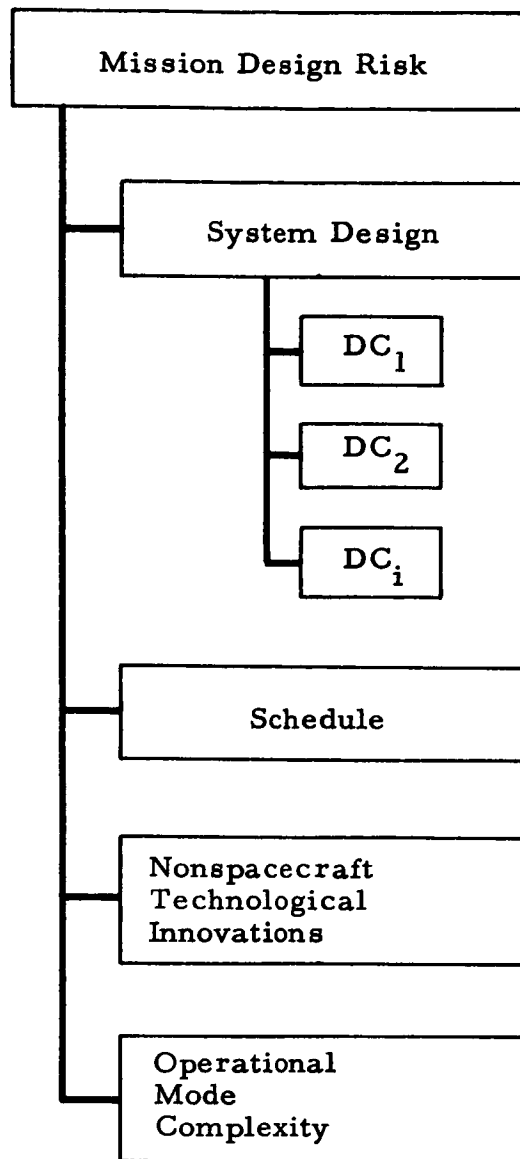 Mission Design Risk
System Design
DC₁
DC₂
DCᵢ
Schedule
Nonspacecraft
Technological
Innovations
Operational
Mode
Complexity